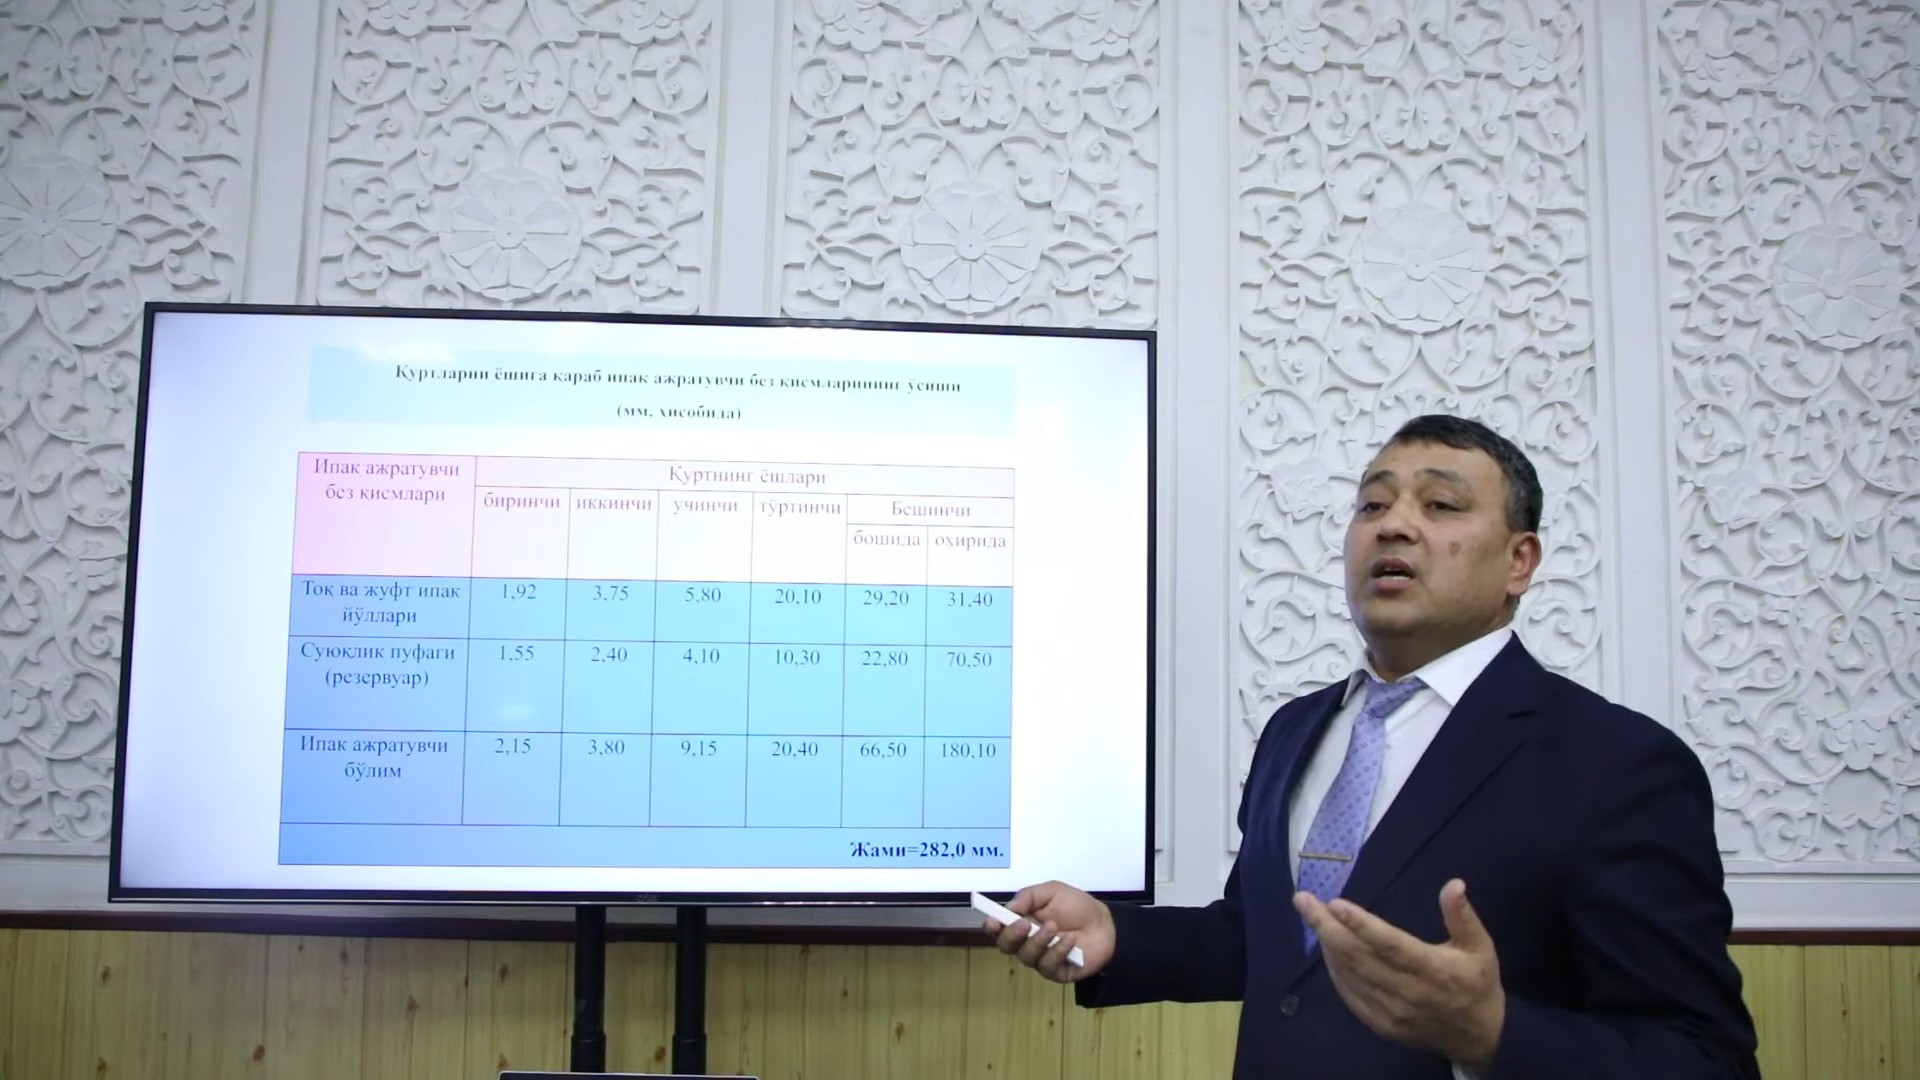 Қуртларни ёшига қараб ипак ажратувчи без қисмларининг ўсиши
(мм, ҳисобида)
Ипак ажратувчи без қисмлари
Қуртнинг ёшлари
биринчи иккинчи учинчи тўртинчи Бешинчи
бошида охирида
Тоқ ва жуфт ипак йўллари 1,92 3,75 5,80 20,10 29,20 31,40
Суюқлик пуфаги (резервуар) 1,55 2,40 4,10 10,30 22,80 70,50
Ипак ажратувчи бўлим 2,15 3,80 9,15 20,40 66,50 180,10
Жами=282,0 мм.